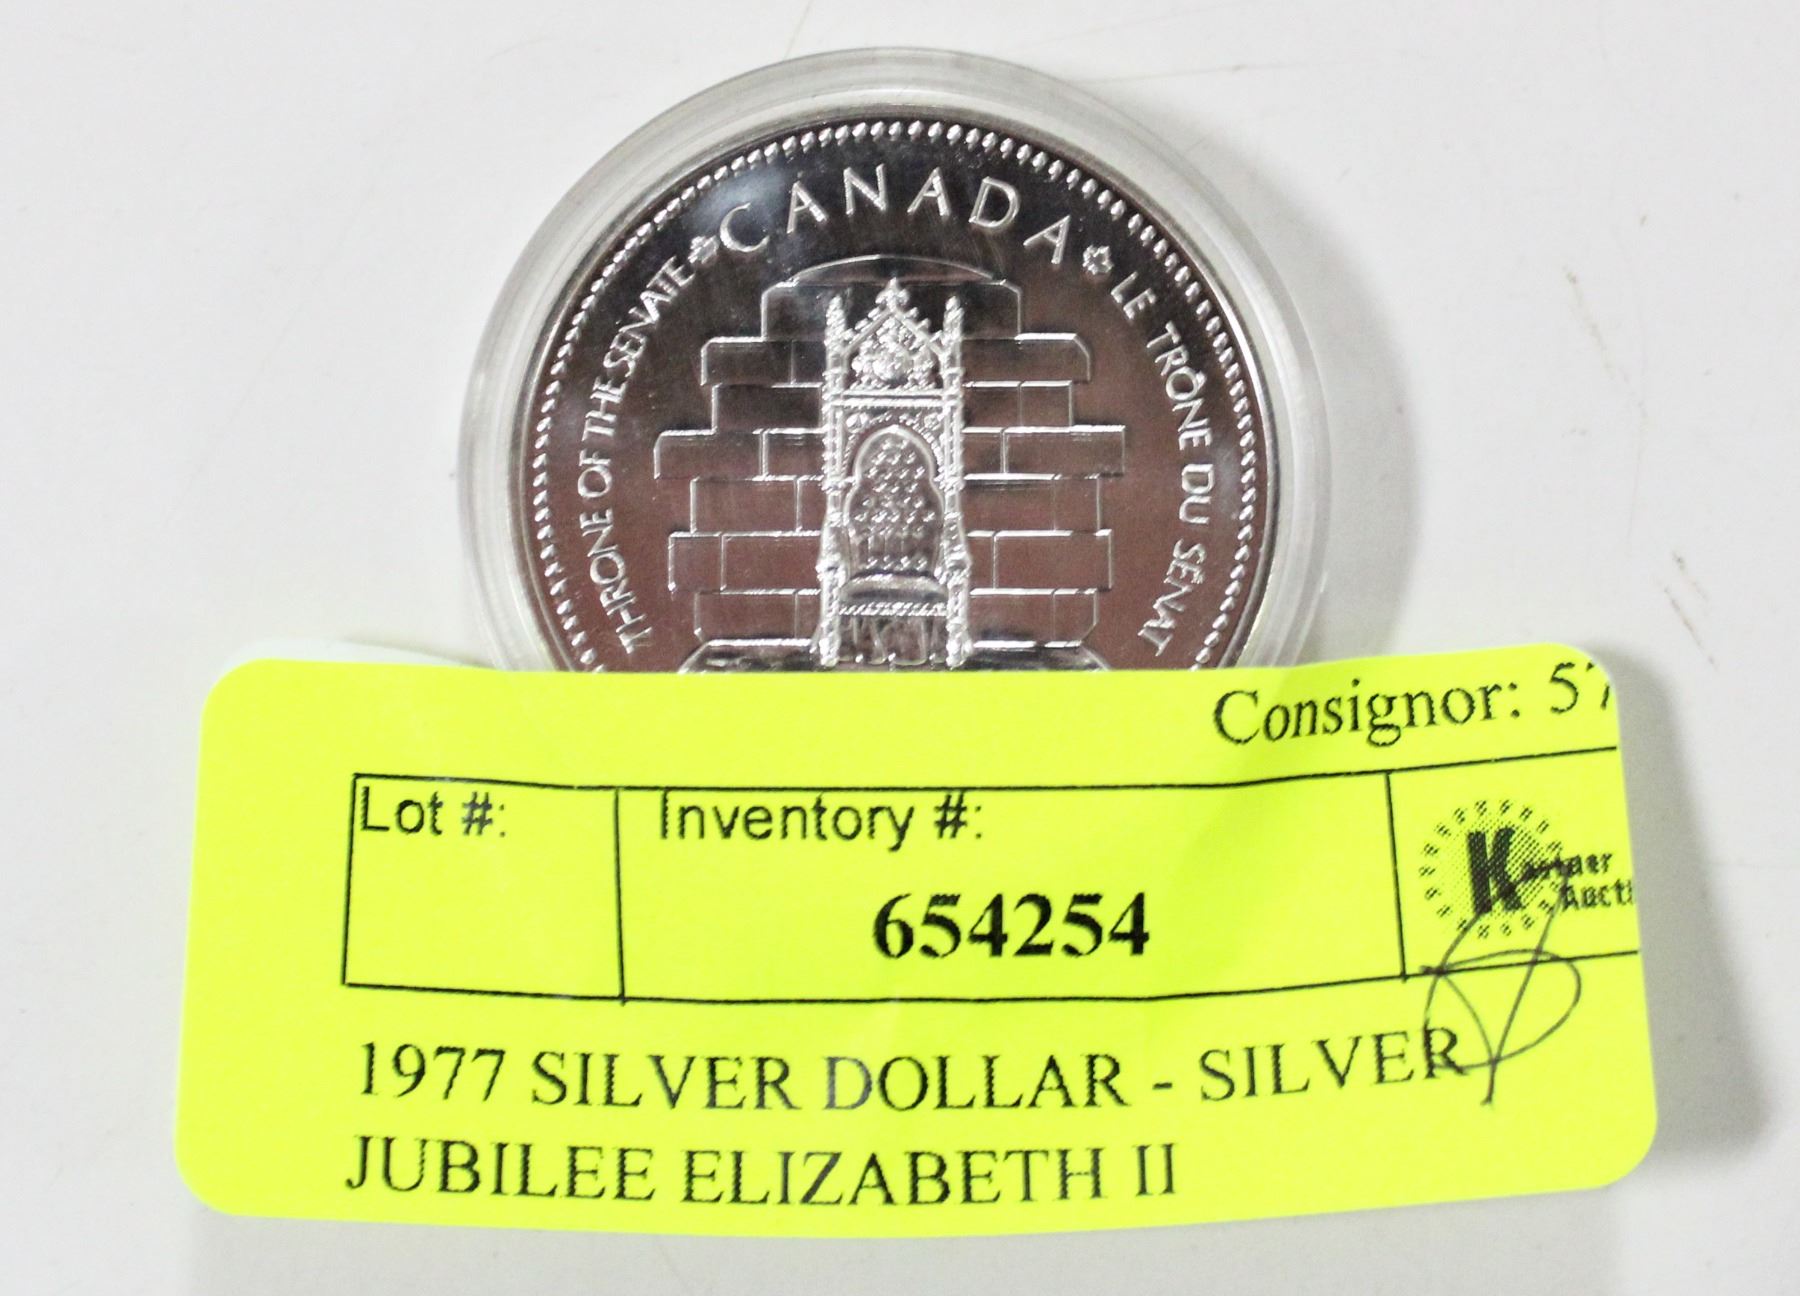 CANADA
THRONE OF THE SENATE
LE TRÔNE DU SÉNAT
Consignor: 57
Lot #:
Inventory #:
654254
K
1977 SILVER DOLLAR - SILVER
JUBILEE ELIZABETH II